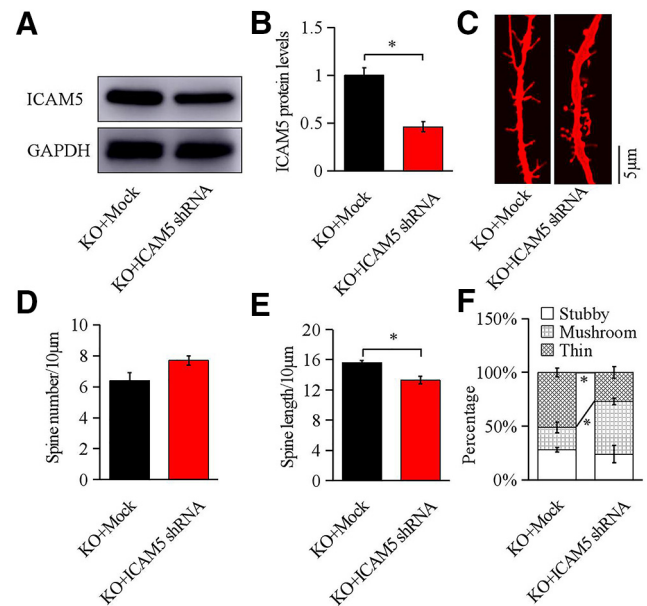 A
ICAM5
GAPDH
KO+Mock
KO+ICAM5 shRNA
B
ICAM5 protein levels
1.5
1
0.5
0
*
KO+Mock
KO+ICAM5 shRNA
C
5μm
KO+Mock
KO+ICAM5 shRNA
D
Spine number/10μm
10
8
6
4
2
0
KO+Mock
KO+ICAM5 shRNA
E
Spine length/10μm
20
16
12
8
4
0
*
KO+Mock
KO+ICAM5 shRNA
F
Stubby
Mushroom
Thin
Percentage
150%
100%
50%
0%
*
*
KO+Mock
KO+ICAM5 shRNA